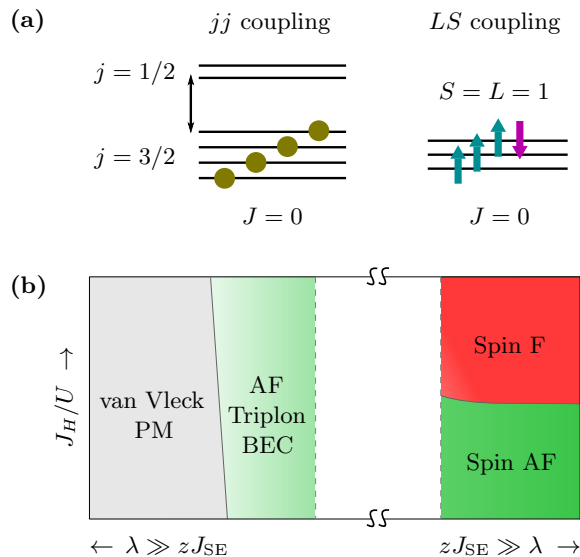 (a)
jj coupling
LS coupling
j = 1/2
S = L = 1
j = 3/2
J = 0
J = 0
(b)
J_H/U →
van Vleck
PM
AF
Triplon
BEC
Spin F
Spin AF
← λ ≫ zJ_SE
zJ_SE ≫ λ →